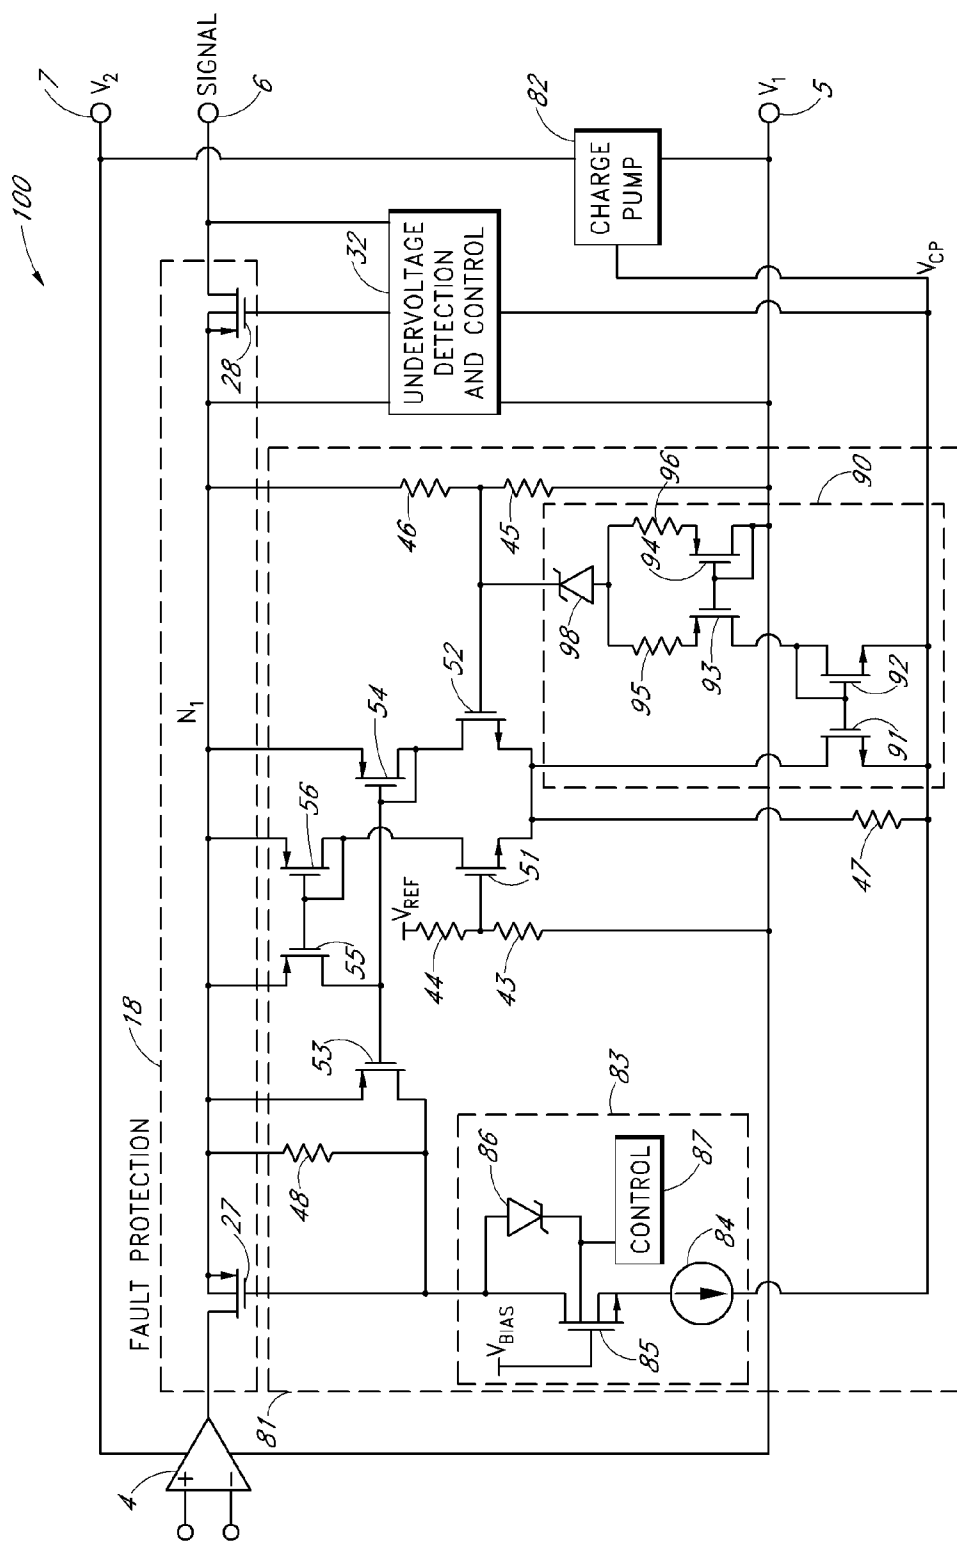 100
7
V2
SIGNAL
6
82
CHARGE
PUMP
V1
5
VCP
32
UNDERVOLTAGE
DETECTION
AND CONTROL
28
18
FAULT PROTECTION
N1
46
45
90
96
94
98
95
93
92
91
52
54
56
55
51
VREF
44
43
47
53
48
27
83
86
CONTROL
87
84
VBIAS
85
81
4
+
−